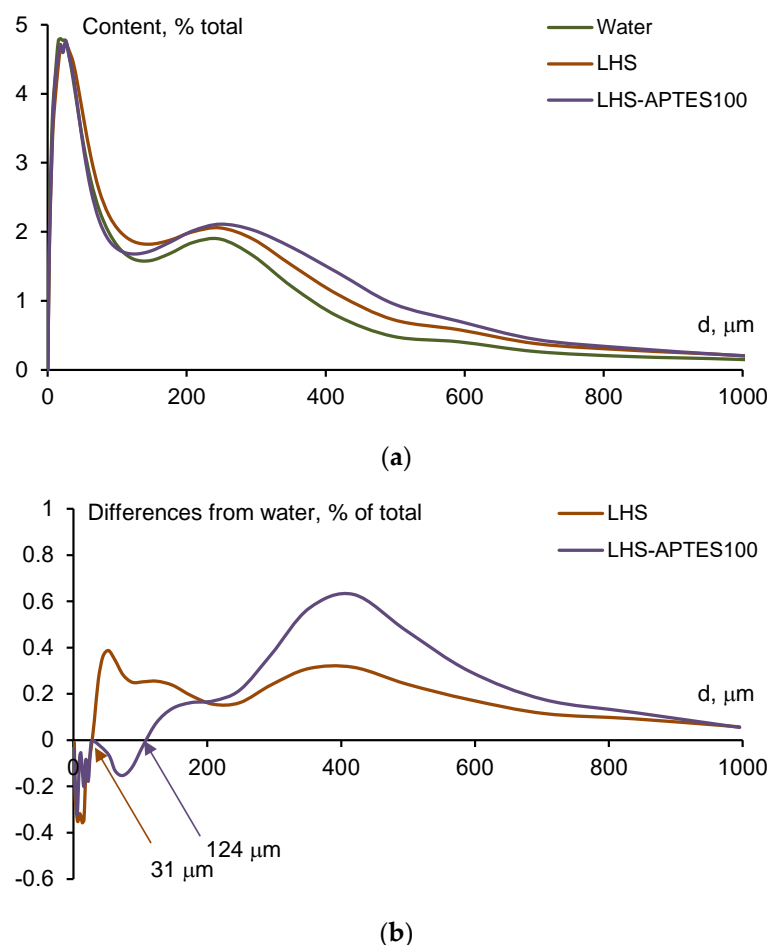 Content, % total
Water
LHS
LHS-APTES100
5
4
3
2
1
0
d, μm
0 200 400 600 800 1000
(a)
Differences from water, % of total
LHS
LHS-APTES100
1
0.8
0.6
0.4
0.2
0
-0.2
-0.4
-0.6
d, μm
0 200 400 600 800 1000
124 μm
31 μm
(b)